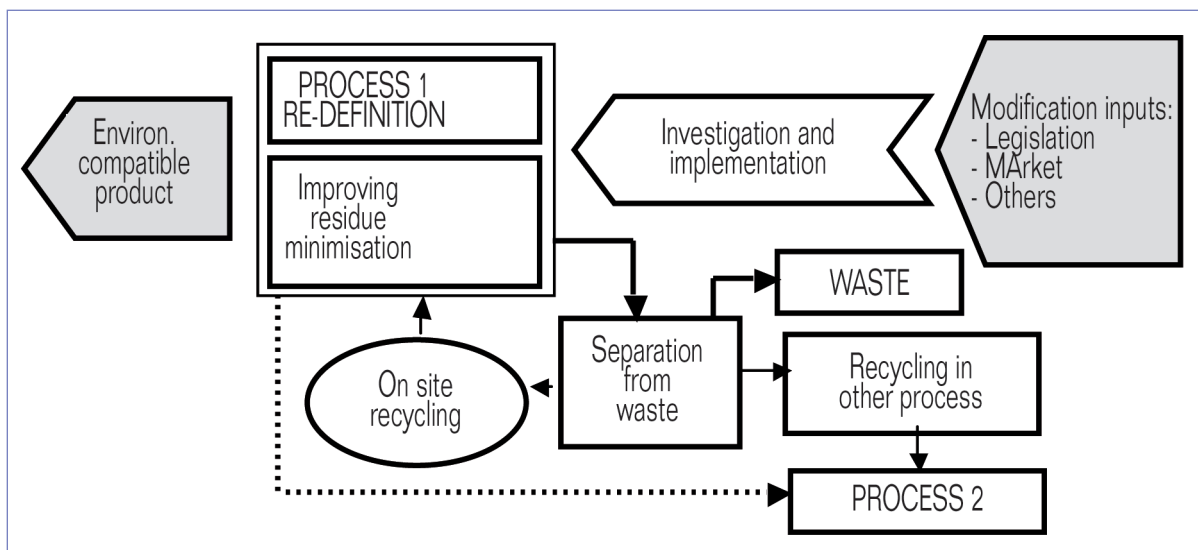 Environ.
compatible
product
PROCESS 1
RE-DEFINITION
Improving
residue
minimisation
Investigation and
implementation
Modification inputs:
- Legislation
- MArket
- Others
WASTE
Separation
from
waste
On site
recycling
Recycling in
other process
PROCESS 2